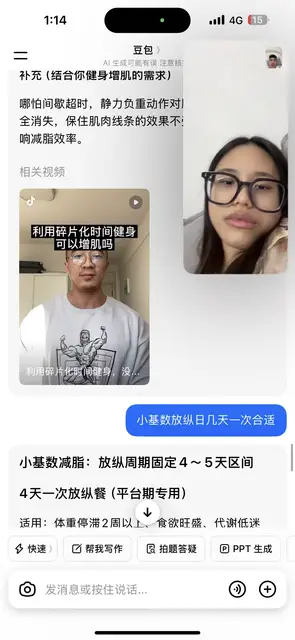 1:14
4G 15
豆包 〉
AI 生成可能有误 注意核
补充 (结合你健身增肌的需求)
哪怕间歇超时，静力负重动作对
全消失，保住肌肉线条的效果不
响减脂效率。
相关视频
利用碎片化时间健身
可以增肌吗
利用碎片化时间健身，没...
小基数放纵日几天一次合适
小基数减脂：放纵周期固定4～5天区间
4天一次放纵餐 (平台期专用)
适用：体重停滞2周以上、食欲旺盛、代谢低迷
快速 〉
帮我写作
拍题答疑
PPT 生成
发消息或按住说话...